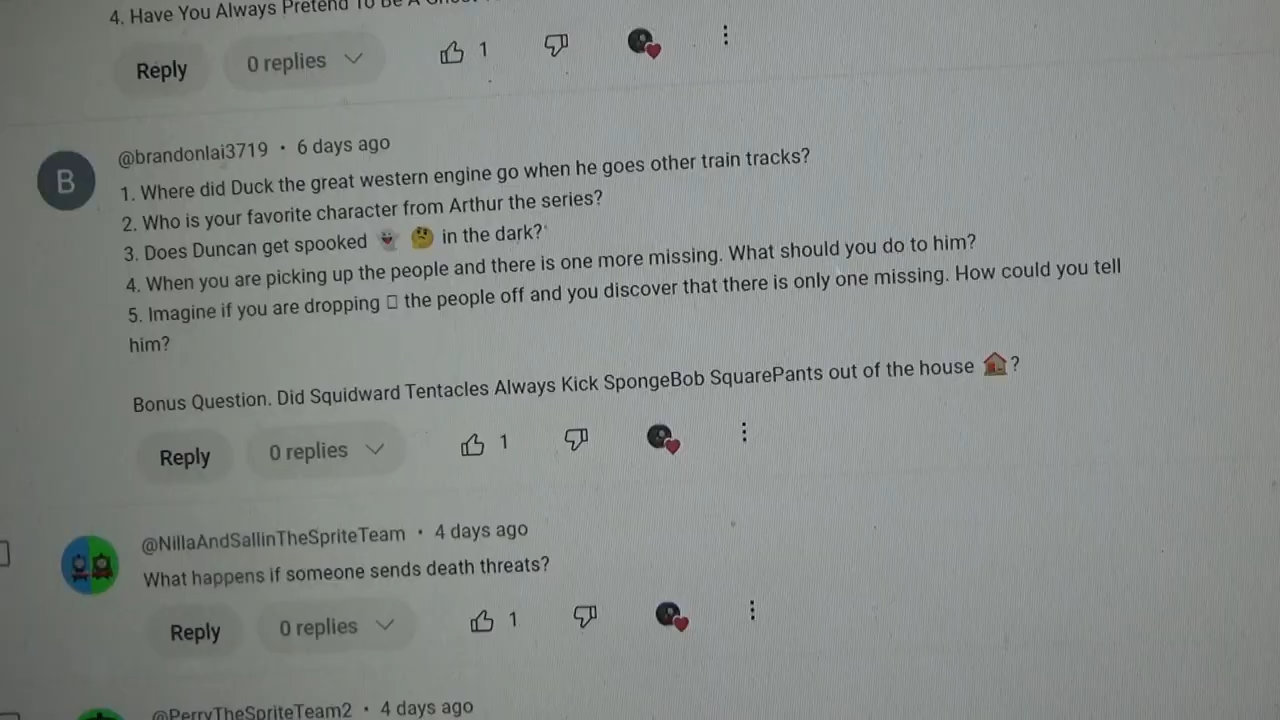 4. Have You Always Pretend To Be A
Reply 0 replies 1
@brandonlai3719 • 6 days ago
B
1. Where did Duck the great western engine go when he goes other train tracks?
2. Who is your favorite character from Arthur the series?
3. Does Duncan get spooked 👻 🤔 in the dark?
4. When you are picking up the people and there is one more missing. What should you do to him?
5. Imagine if you are dropping the people off and you discover that there is only one missing. How could you tell
him?
Bonus Question. Did Squidward Tentacles Always Kick SpongeBob SquarePants out of the house 🏠?
Reply 0 replies 1
@NillaAndSallinTheSpriteTeam • 4 days ago
What happens if someone sends death threats?
Reply 0 replies 1
@PerryTheSpriteTeam2 • 4 days ago